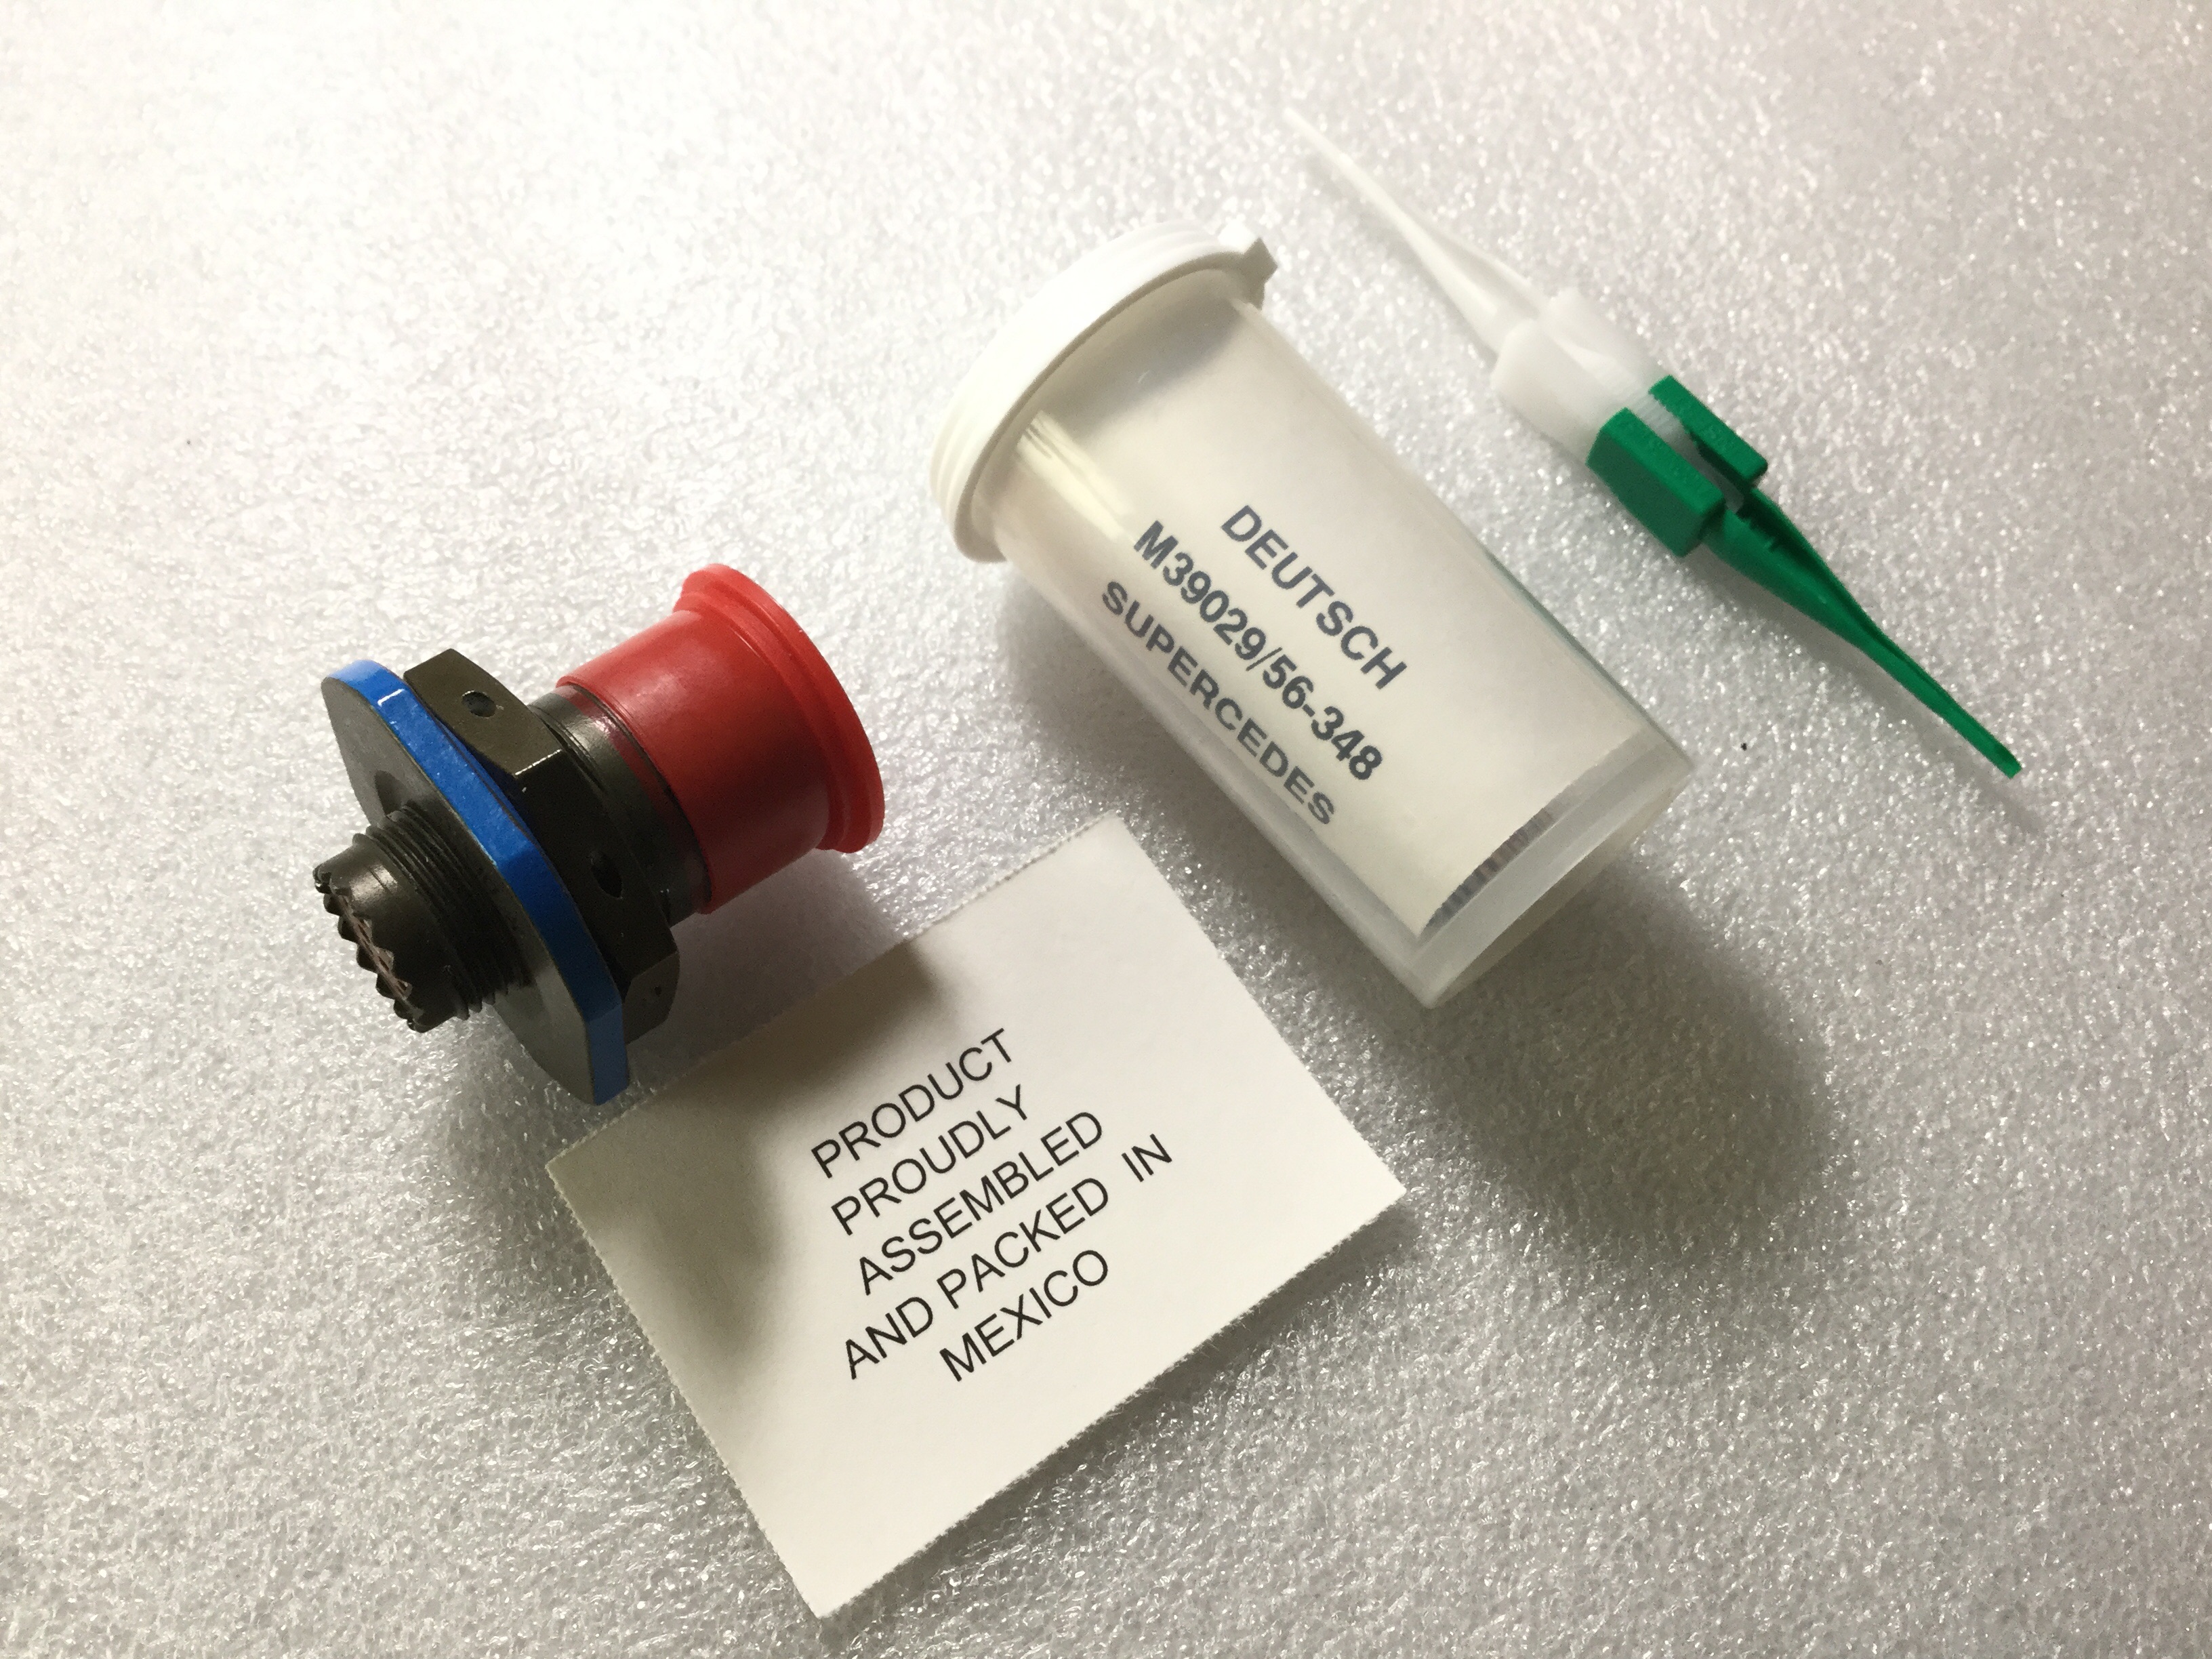 DEUTSCH
M39029/56-348
SUPERCEDES
PRODUCT
PROUDLY
ASSEMBLED
AND PACKED IN
MEXICO